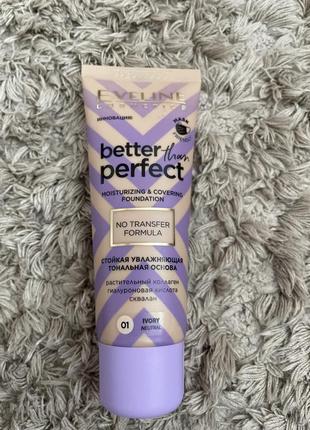 EVELINE
COSMETICS
ИННОВАЦИЯ!
better than
perfect
MOISTURIZING & COVERING
FOUNDATION
NO TRANSFER
FORMULA
СТОЙКАЯ УВЛАЖНЯЮЩАЯ
ТОНАЛЬНАЯ ОСНОВА
растительный коллаген
гиалуроновая кислота
сквалан
01
IVORY
NEUTRAL